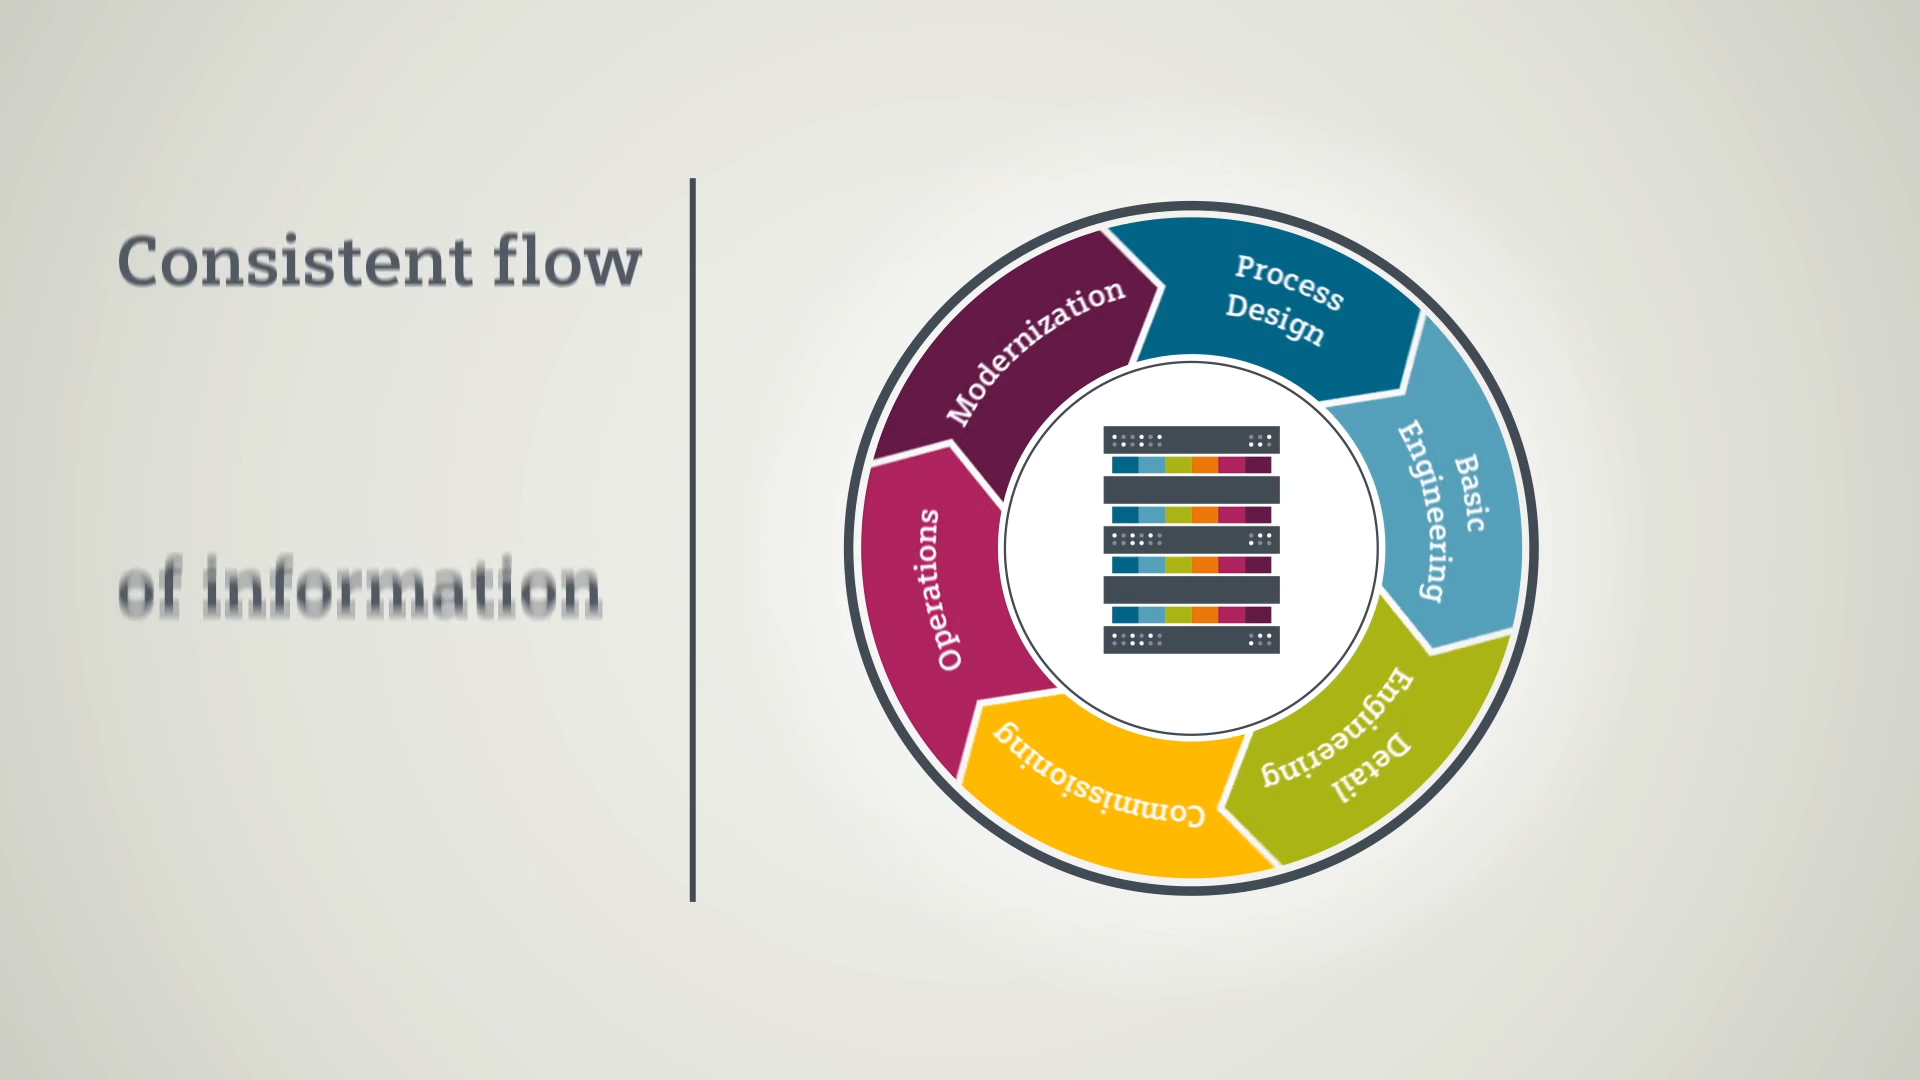 Consistent flow
of information
Process
Design
Basic
Engineering
Detail
Engineering
Commissioning
Operations
Modernization